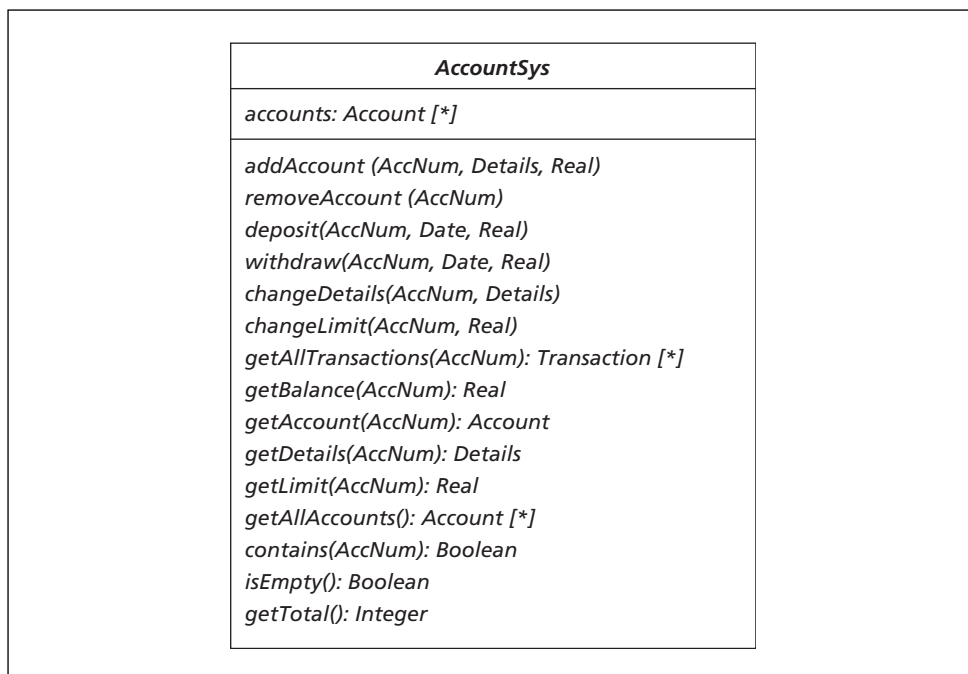 AccountSys
accounts: Account [*]
addAccount (AccNum, Details, Real)
removeAccount (AccNum)
deposit(AccNum, Date, Real)
withdraw(AccNum, Date, Real)
changeDetails(AccNum, Details)
changeLimit(AccNum, Real)
getAllTransactions(AccNum): Transaction [*]
getBalance(AccNum): Real
getAccount(AccNum): Account
getDetails(AccNum): Details
getLimit(AccNum): Real
getAllAccounts(): Account [*]
contains(AccNum): Boolean
isEmpty(): Boolean
getTotal(): Integer